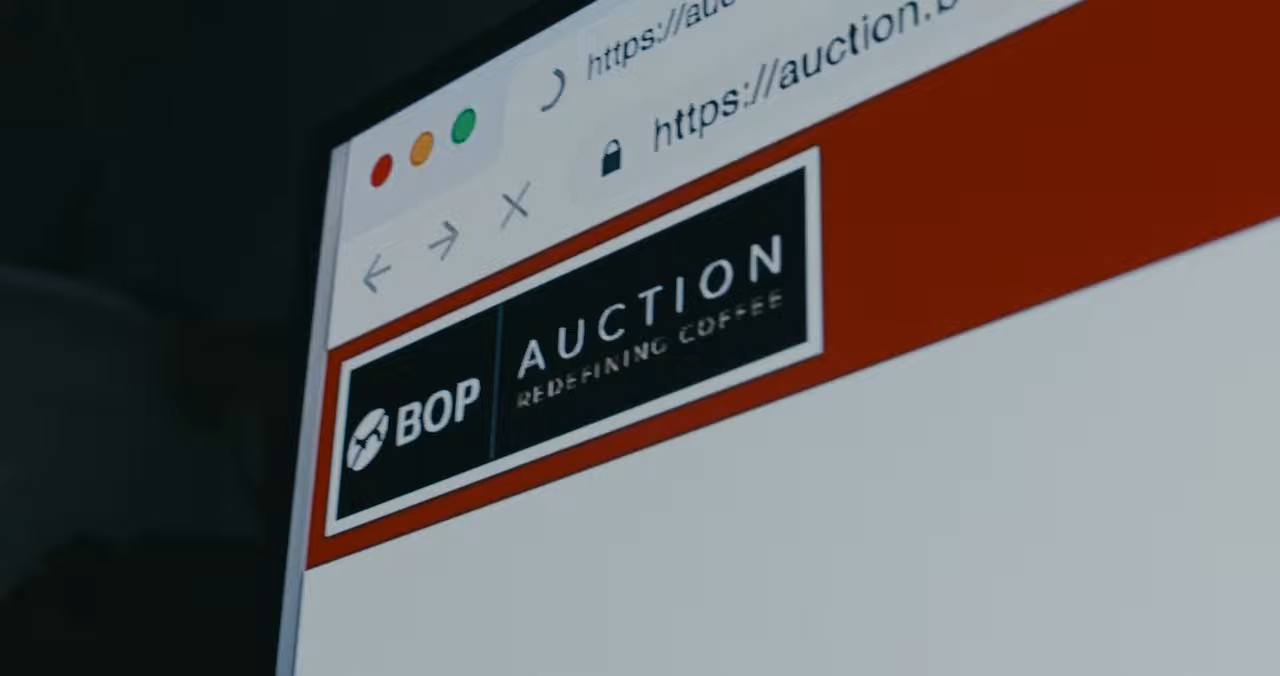 https://auc
https://auction.b
BOP
AUCTION
REDEFINING COFFEE